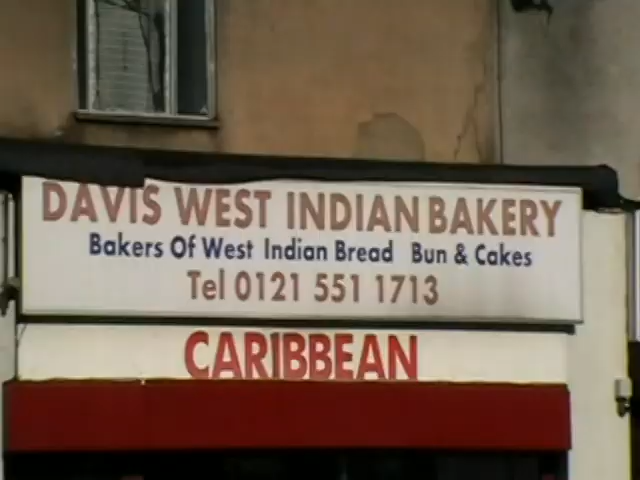 DAVIS WEST INDIAN BAKERY
Bakers Of West Indian Bread Bun & Cakes
Tel 0121 551 1713
CARIBBEAN